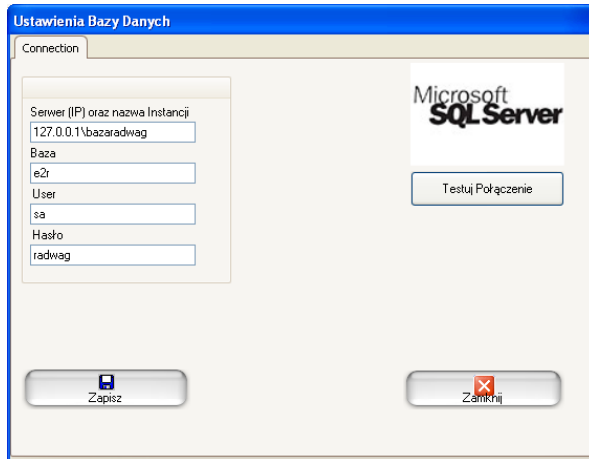 Ustawienia Bazy Danych
Connection
Serwer (IP) oraz nazwa Instancji
127.0.0.1\bazaradwag
Baza
e2r
User
sa
Hasło
radwag
Microsoft
SQL Server
Testuj Połączenie
Zapisz
Zamknij